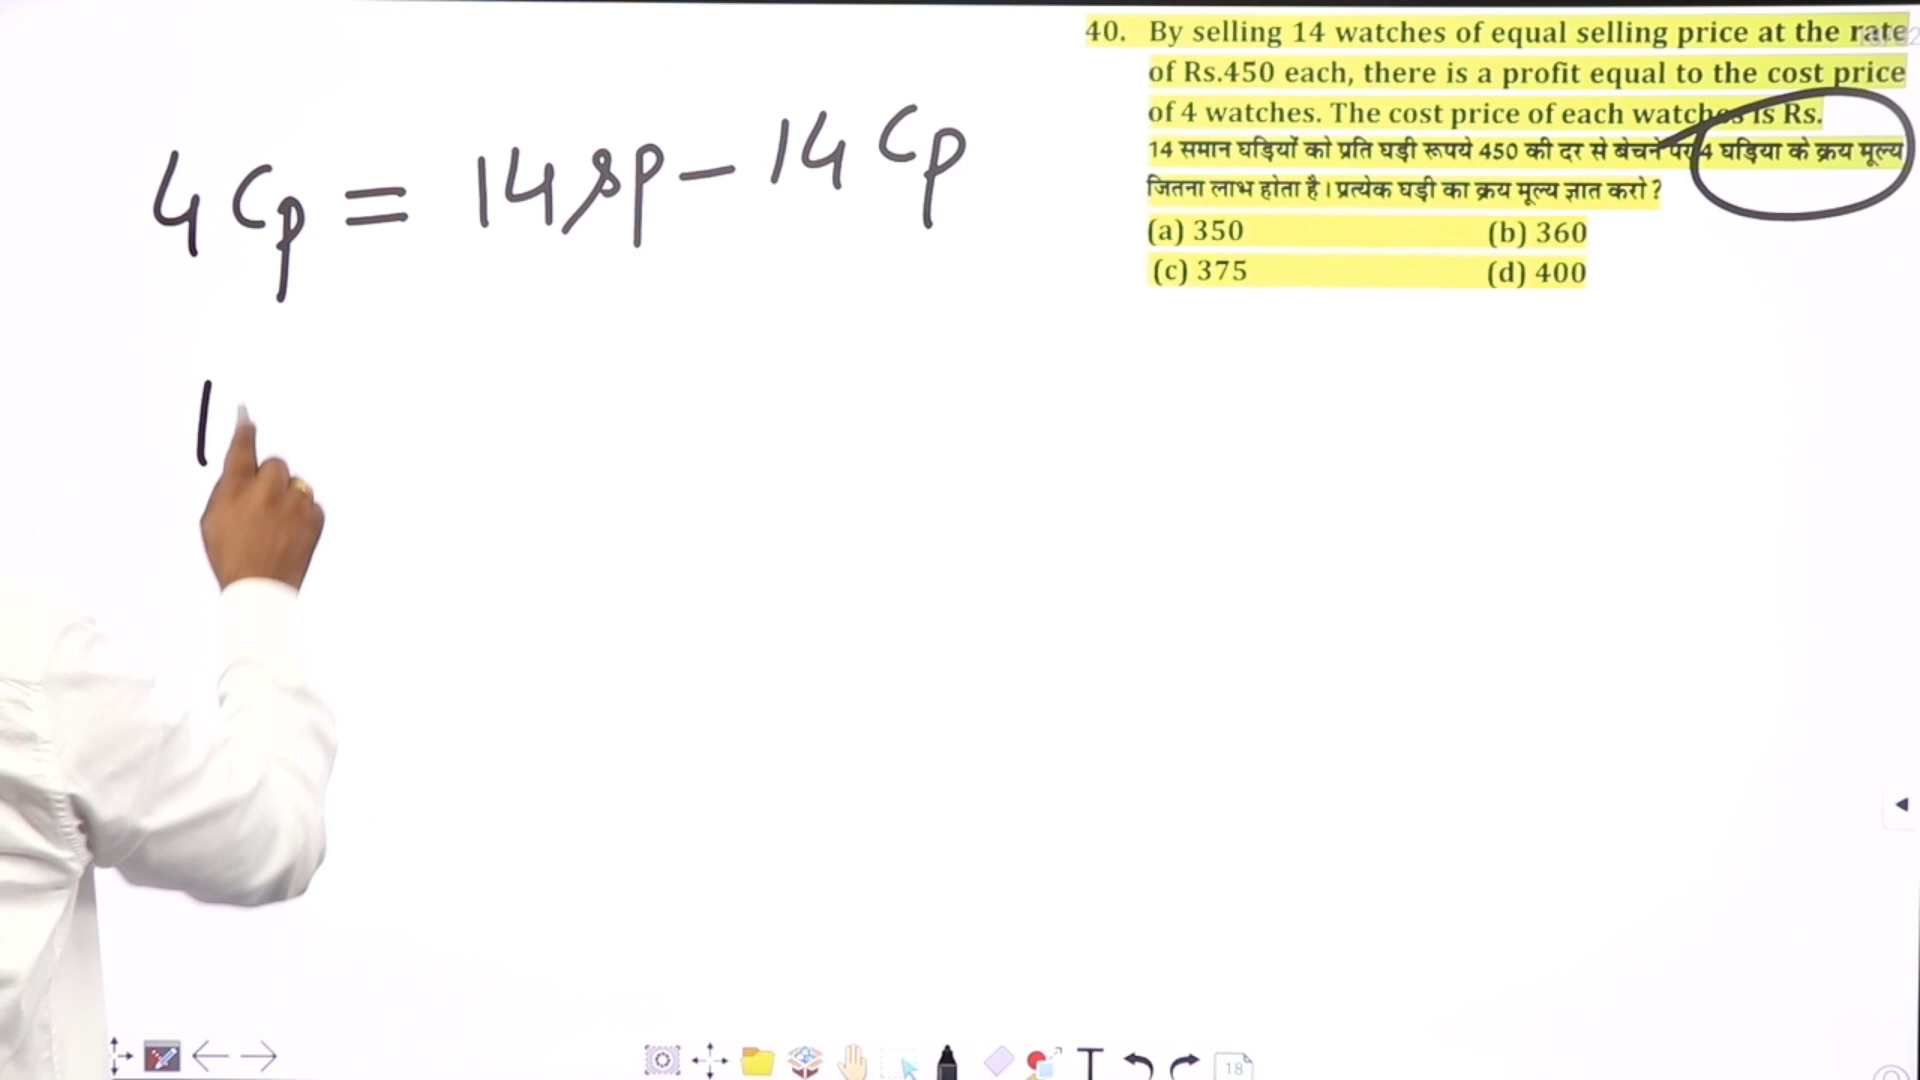 40. By selling 14 watches of equal selling price at the rate
of Rs.450 each, there is a profit equal to the cost price
of 4 watches. The cost price of each watches is Rs.
14 समान घड़ियों को प्रति घड़ी रूपये 450 की दर से बेचने पर 4 घड़िया के क्रय मूल्य
जितना लाभ होता है। प्रत्येक घड़ी का क्रय मूल्य ज्ञात करो?
(a) 350 (b) 360
(c) 375 (d) 400
4 Cp = 14 sp - 14 Cp
1
T
18